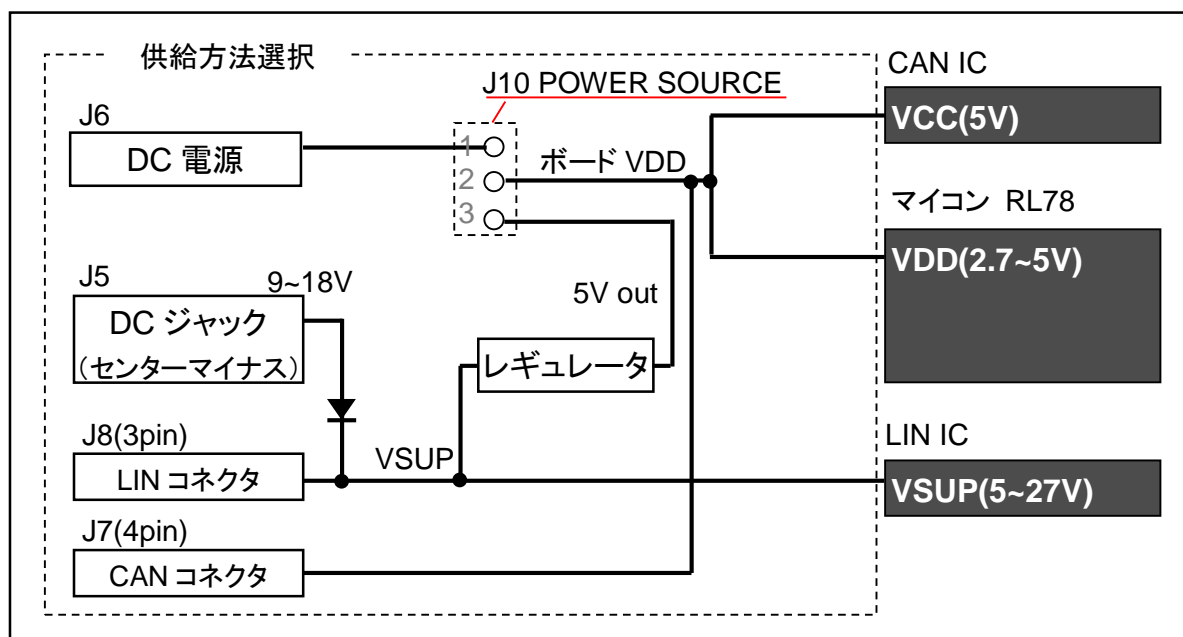 供給方法選択
J10 POWER SOURCE
CAN IC
VCC(5V)
J6
DC 電源
1
2
3
ボード VDD
マイコン RL78
VDD(2.7~5V)
J5
9~18V
DC ジャック
（センターマイナス）
5V out
レギュレータ
J8(3pin)
LIN コネクタ
VSUP
LIN IC
VSUP(5~27V)
J7(4pin)
CAN コネクタ